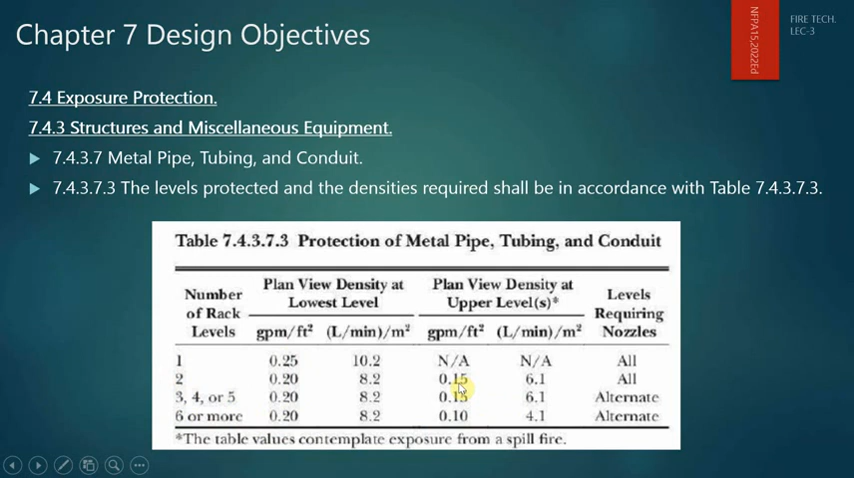 Chapter 7 Design Objectives
NFPA15,2022Ed
FIRE TECH.
LEC-3
7.4 Exposure Protection.
7.4.3 Structures and Miscellaneous Equipment.
7.4.3.7 Metal Pipe, Tubing, and Conduit.
7.4.3.7.3 The levels protected and the densities required shall be in accordance with Table 7.4.3.7.3.
Table 7.4.3.7.3 Protection of Metal Pipe, Tubing, and Conduit
Number of Rack Levels
Plan View Density at Lowest Level
Plan View Density at Upper Level(s)*
Levels Requiring Nozzles
gpm/ft² (L/min)/m² gpm/ft² (L/min)/m²
1 0.25 10.2 N/A N/A All
2 0.20 8.2 0.15 6.1 All
3, 4, or 5 0.20 8.2 0.15 6.1 Alternate
6 or more 0.20 8.2 0.10 4.1 Alternate
*The table values contemplate exposure from a spill fire.